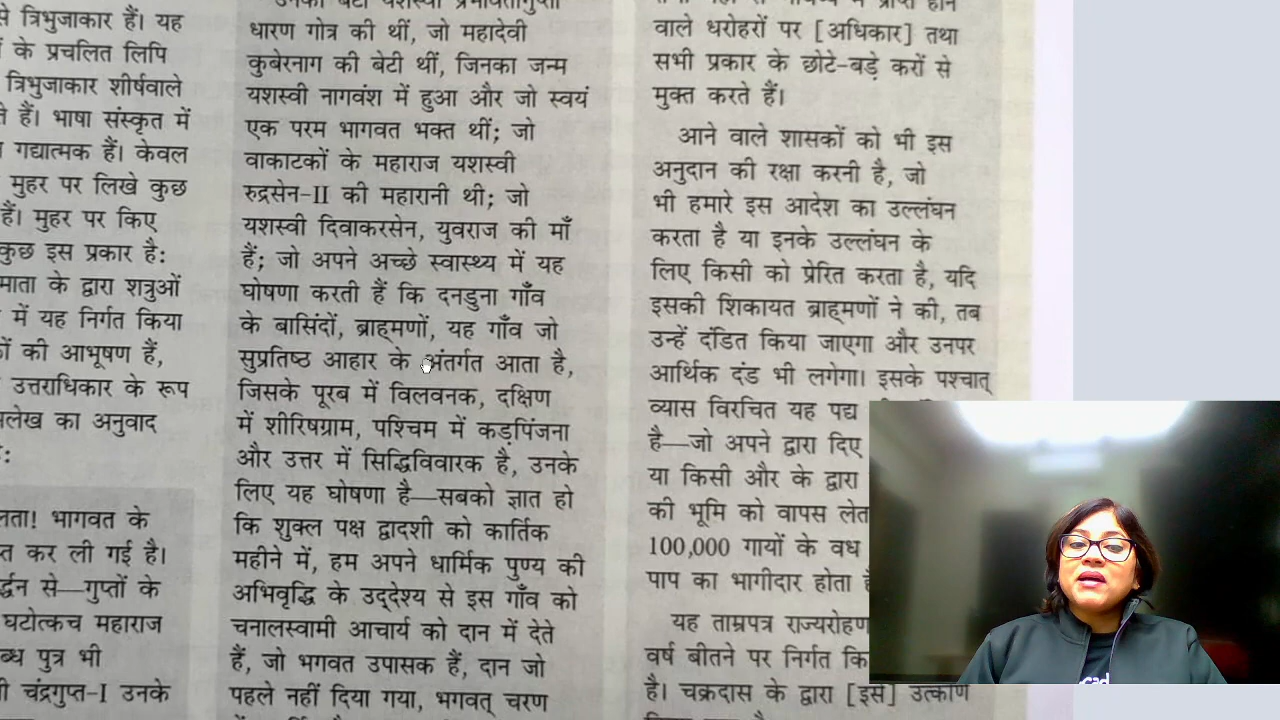 से त्रिभुजाकार हैं। यह
के प्रचलित लिपि
त्रिभुजाकार शीर्षवाले
हैं। भाषा संस्कृत में
गद्यात्मक हैं। केवल
मुहर पर लिखे कुछ
हैं। मुहर पर किए
कुछ इस प्रकार है:
माता के द्वारा शत्रुओं
में यह निर्गत किया
की आभूषण हैं,
उत्तराधिकार के रूप
का अनुवाद
भागवत के
कर ली गई है।
से—गुप्तों के
घटोत्कच महाराज
पुत्र भी
चंद्रगुप्त-I उनके
उनकी बेटी यशस्वी प्रभावतीगुप्ता
धारण गोत्र की थीं, जो महादेवी
कुबेरनाग की बेटी थीं, जिनका जन्म
यशस्वी नागवंश में हुआ और जो स्वयं
एक परम भागवत भक्त थीं; जो
वाकाटकों के महाराज यशस्वी
रुद्रसेन-II की महारानी थी; जो
यशस्वी दिवाकरसेन, युवराज की माँ
हैं; जो अपने अच्छे स्वास्थ्य में यह
घोषणा करती हैं कि दनडुना गाँव
के बासिंदों, ब्राह्मणों, यह गाँव जो
सुप्रतिष्ठ आहार के अंतर्गत आता है,
जिसके पूरब में विलवनक, दक्षिण
में शीरिषग्राम, पश्चिम में कड़पिंजना
और उत्तर में सिद्धिविवारक है, उनके
लिए यह घोषणा है—सबको ज्ञात हो
कि शुक्ल पक्ष द्वादशी को कार्तिक
महीने में, हम अपने धार्मिक पुण्य की
अभिवृद्धि के उद्देश्य से इस गाँव को
चनालस्वामी आचार्य को दान में देते
हैं, जो भगवत उपासक हैं, दान जो
पहले नहीं दिया गया, भगवत् चरण
वाले धरोहरों पर [अधिकार] तथा
सभी प्रकार के छोटे-बड़े करों से
मुक्त करते हैं।
आने वाले शासकों को भी इस
अनुदान की रक्षा करनी है, जो
भी हमारे इस आदेश का उल्लंघन
करता है या इनके उल्लंघन के
लिए किसी को प्रेरित करता है, यदि
इसकी शिकायत ब्राह्मणों ने की, तब
उन्हें दंडित किया जाएगा और उनपर
आर्थिक दंड भी लगेगा। इसके पश्चात्
व्यास विरचित यह पद्य
है—जो अपने द्वारा दिए
या किसी और के द्वारा
की भूमि को वापस लेत
100,000 गायों के वध
पाप का भागीदार होता
यह ताम्रपत्र राज्यरोहण
वर्ष बीतने पर निर्गत कि
है। चक्रदास के द्वारा [इसे] उत्कीर्ण